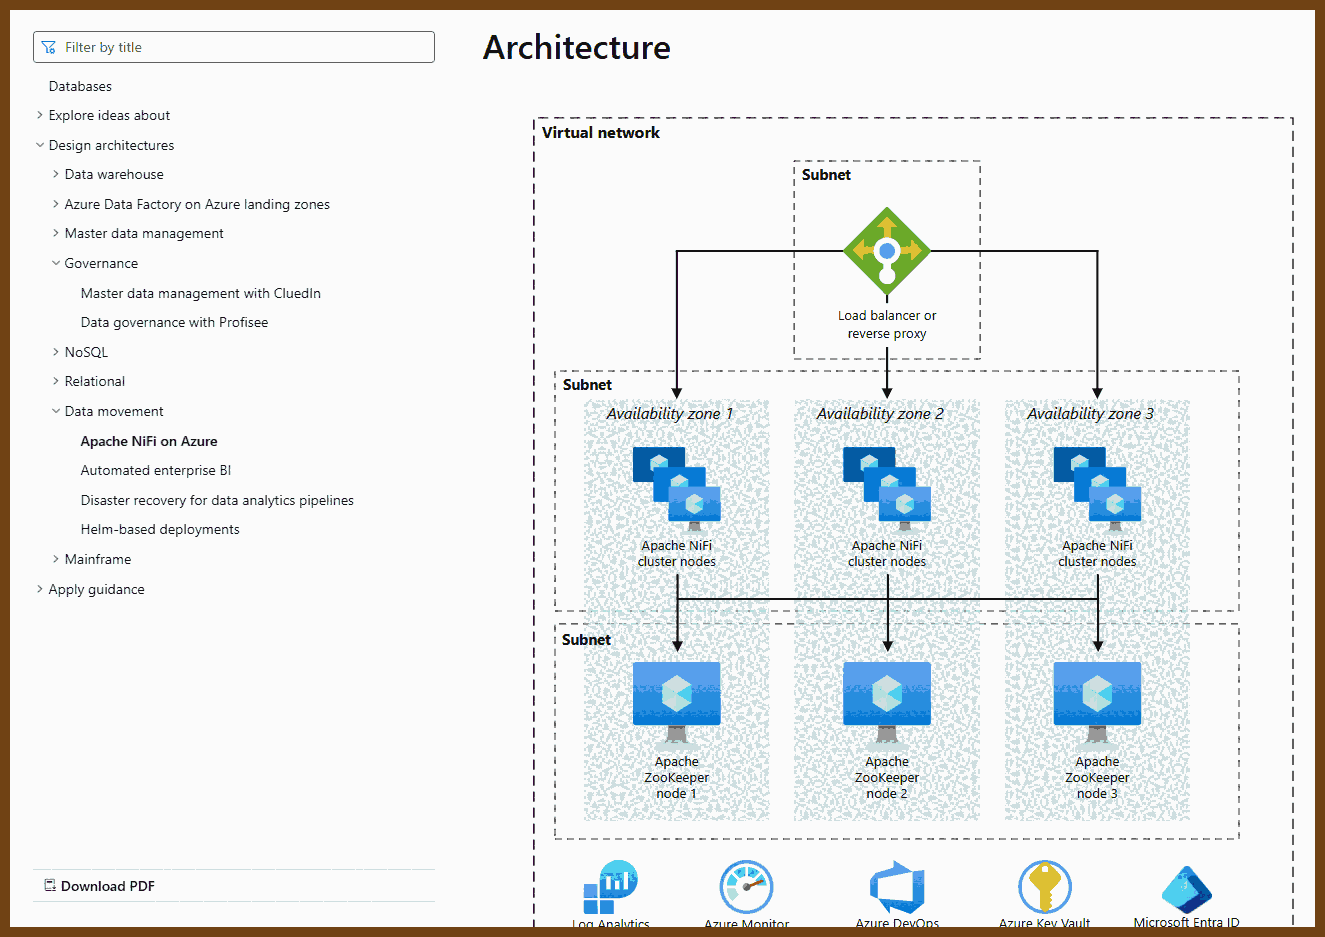 Filter by title
Databases
Explore ideas about
Design architectures
Data warehouse
Azure Data Factory on Azure landing zones
Master data management
Governance
Master data management with CluedIn
Data governance with Profisee
NoSQL
Relational
Data movement
Apache NiFi on Azure
Automated enterprise BI
Disaster recovery for data analytics pipelines
Helm-based deployments
Mainframe
Apply guidance
Download PDF
Architecture
Virtual network
Subnet
Load balancer or
reverse proxy
Subnet
Availability zone 1
Availability zone 2
Availability zone 3
Apache NiFi
cluster nodes
Apache NiFi
cluster nodes
Apache NiFi
cluster nodes
Subnet
Apache
ZooKeeper
node 1
Apache
ZooKeeper
node 2
Apache
ZooKeeper
node 3
Log Analytics
Azure Monitor
Azure DevOps
Azure Key Vault
Microsoft Entra ID